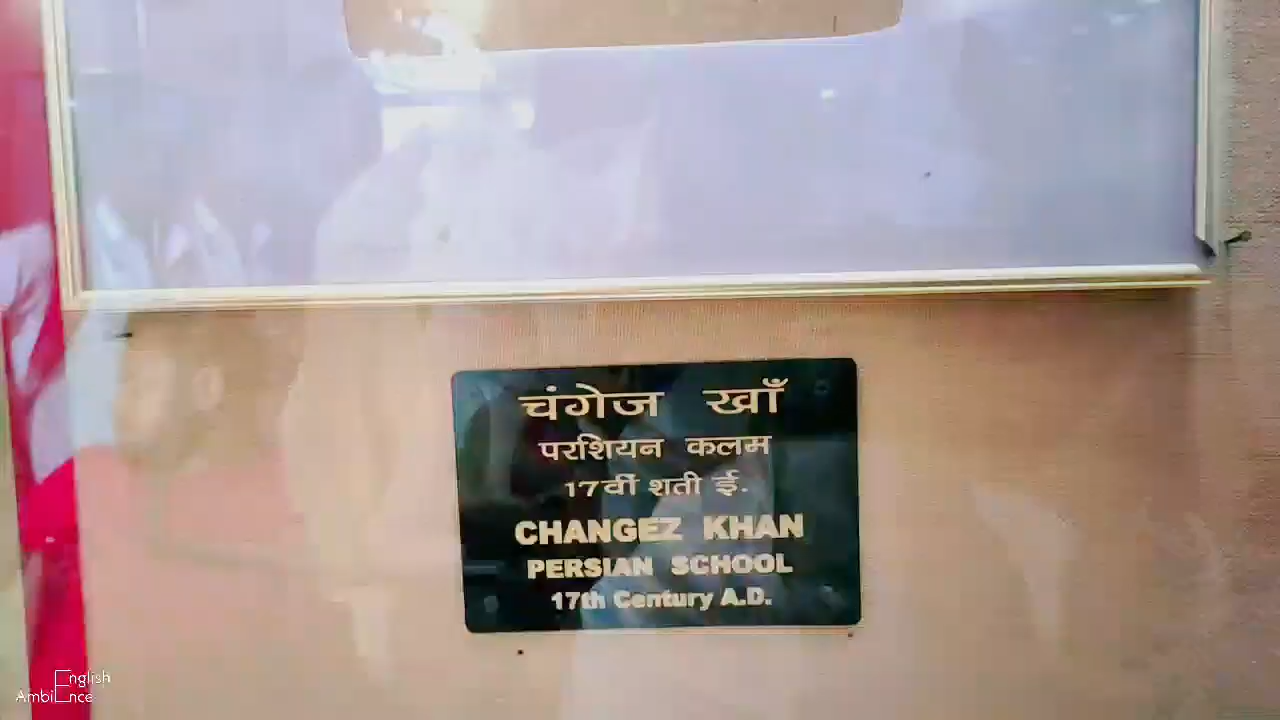 चंगेज खाँ
परशियन कलम
17वीं शती ई.
CHANGEZ KHAN
PERSIAN SCHOOL
17th Century A.D.
English
AmbiEnce